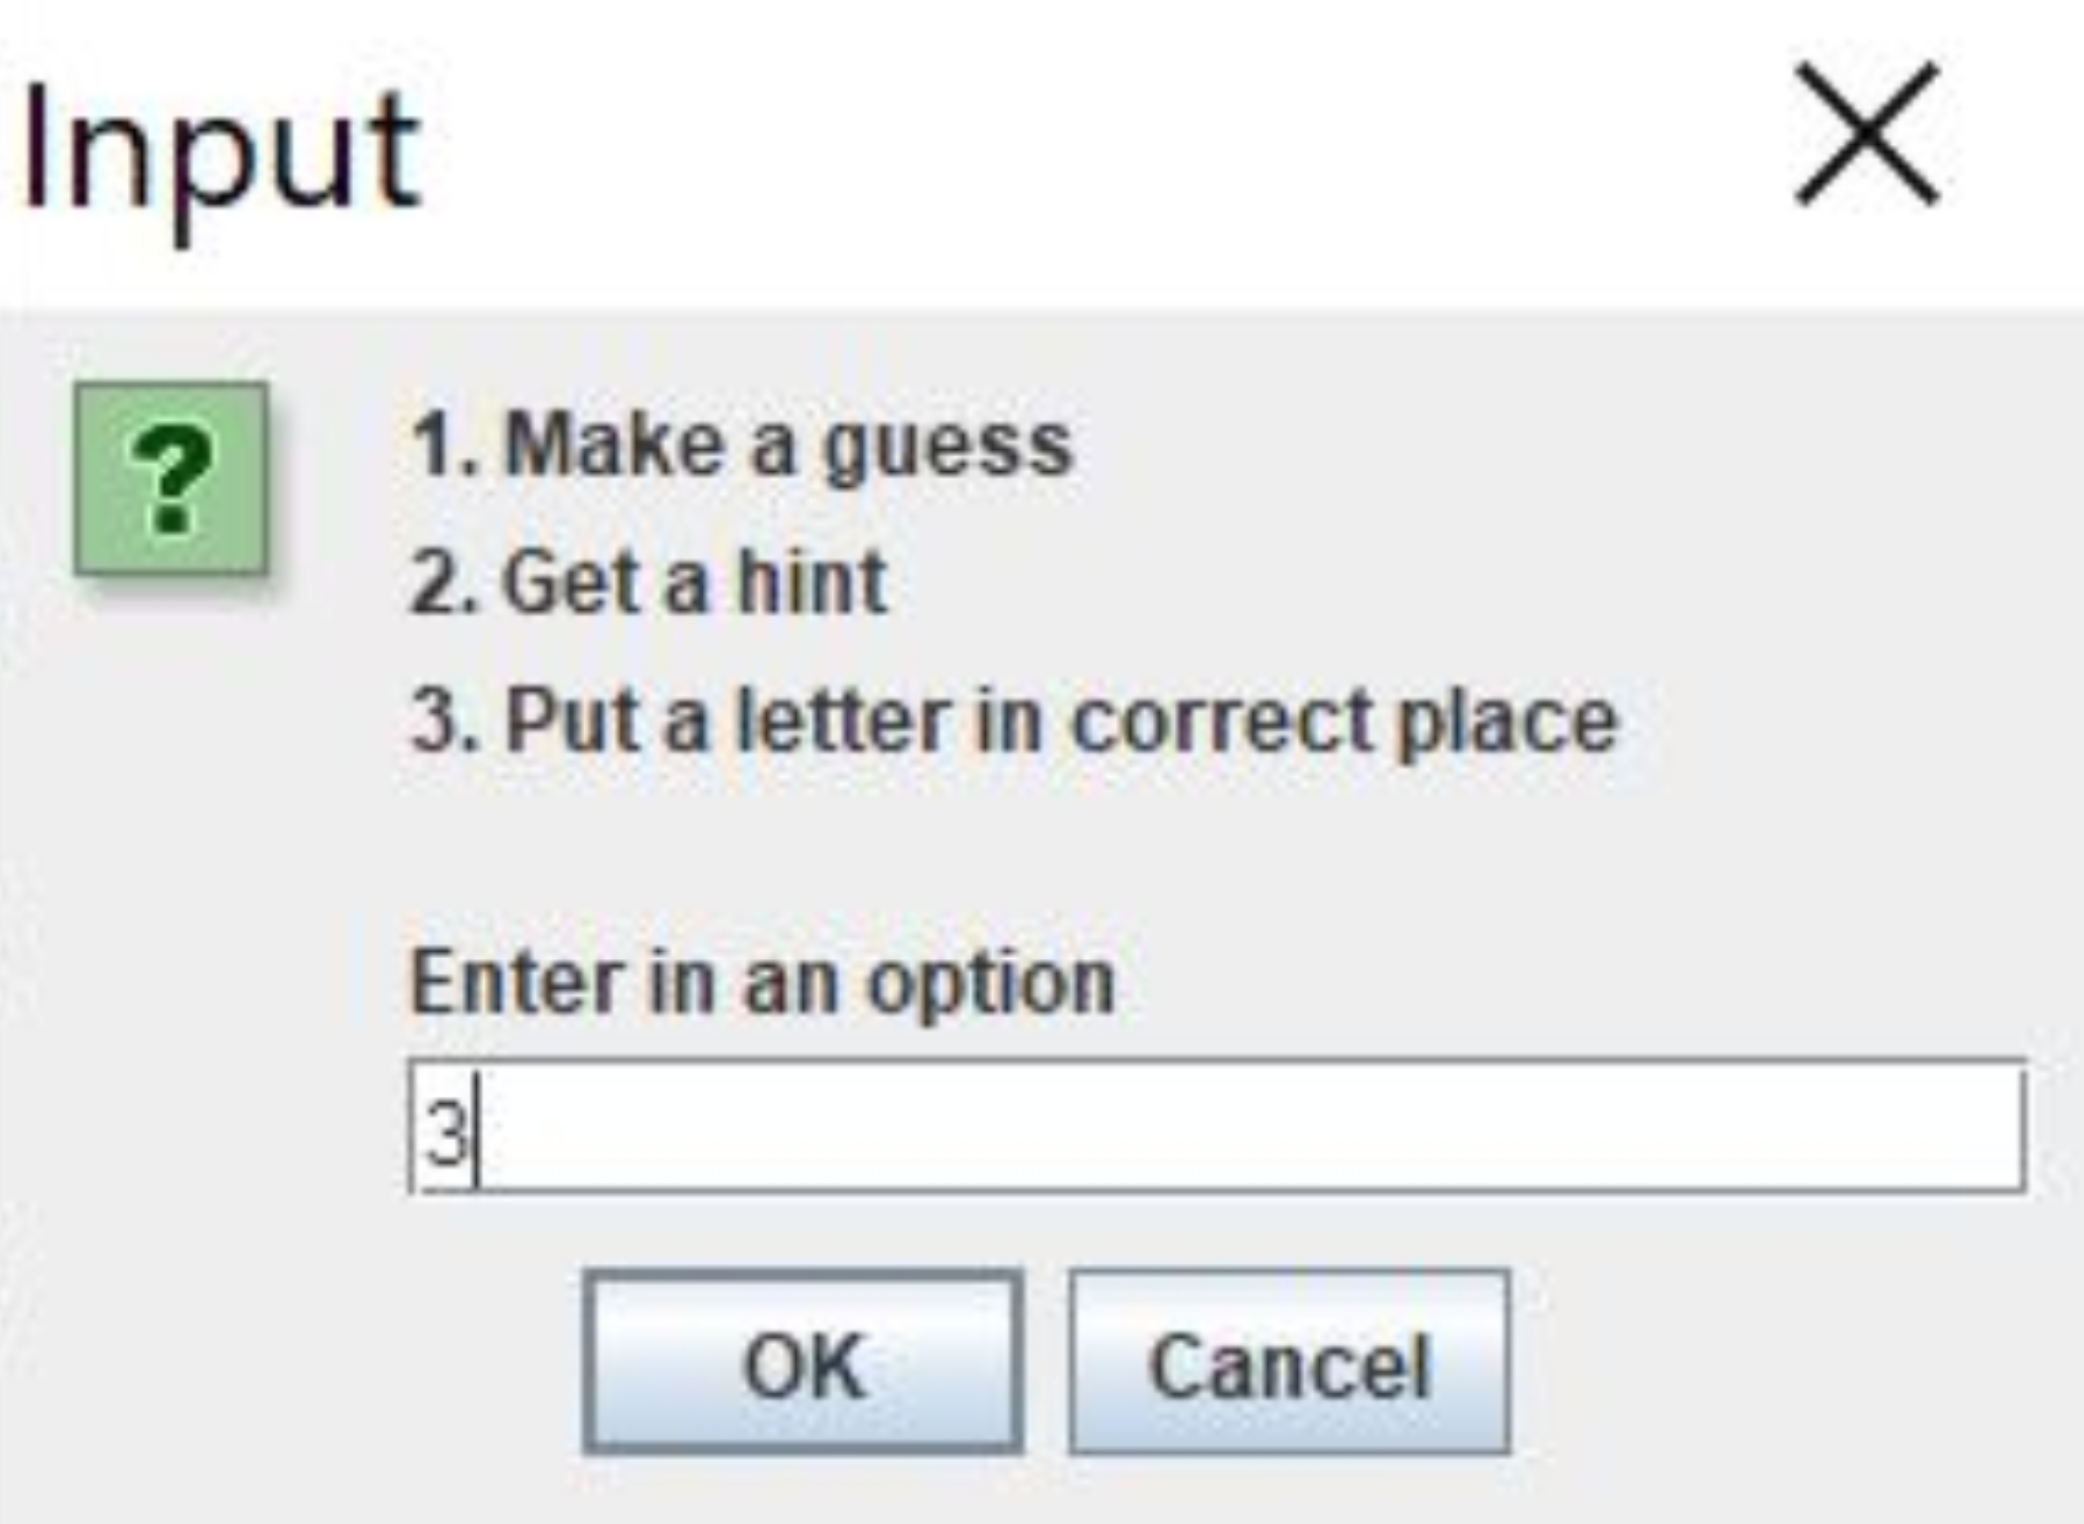 Input
?
1. Make a guess
2. Get a hint
3. Put a letter in correct place
Enter in an option
3
OK Cancel